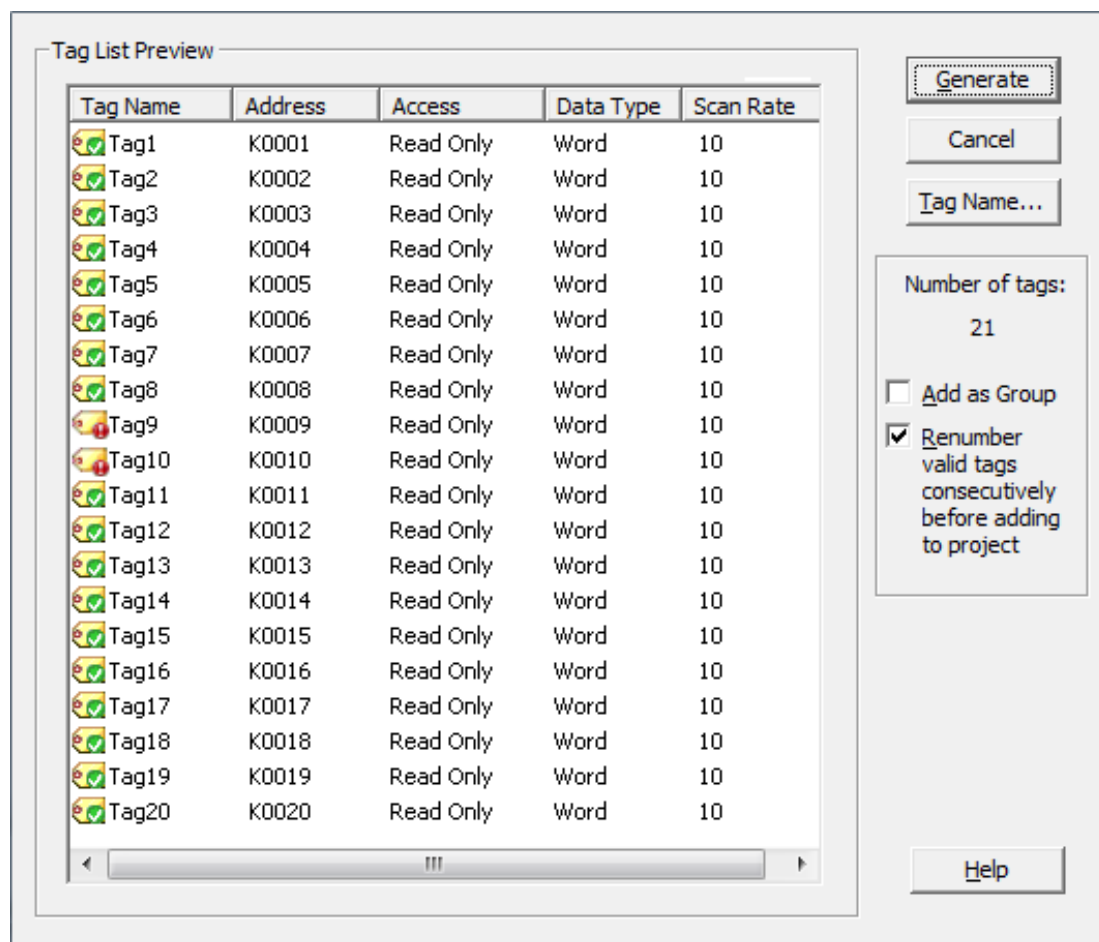 Tag List Preview
Tag Name Address Access Data Type Scan Rate
Tag1 K0001 Read Only Word 10
Tag2 K0002 Read Only Word 10
Tag3 K0003 Read Only Word 10
Tag4 K0004 Read Only Word 10
Tag5 K0005 Read Only Word 10
Tag6 K0006 Read Only Word 10
Tag7 K0007 Read Only Word 10
Tag8 K0008 Read Only Word 10
Tag9 K0009 Read Only Word 10
Tag10 K0010 Read Only Word 10
Tag11 K0011 Read Only Word 10
Tag12 K0012 Read Only Word 10
Tag13 K0013 Read Only Word 10
Tag14 K0014 Read Only Word 10
Tag15 K0015 Read Only Word 10
Tag16 K0016 Read Only Word 10
Tag17 K0017 Read Only Word 10
Tag18 K0018 Read Only Word 10
Tag19 K0019 Read Only Word 10
Tag20 K0020 Read Only Word 10
Generate
Cancel
Tag Name...
Number of tags:
21
Add as Group
Renumber
valid tags
consecutively
before adding
to project
Help